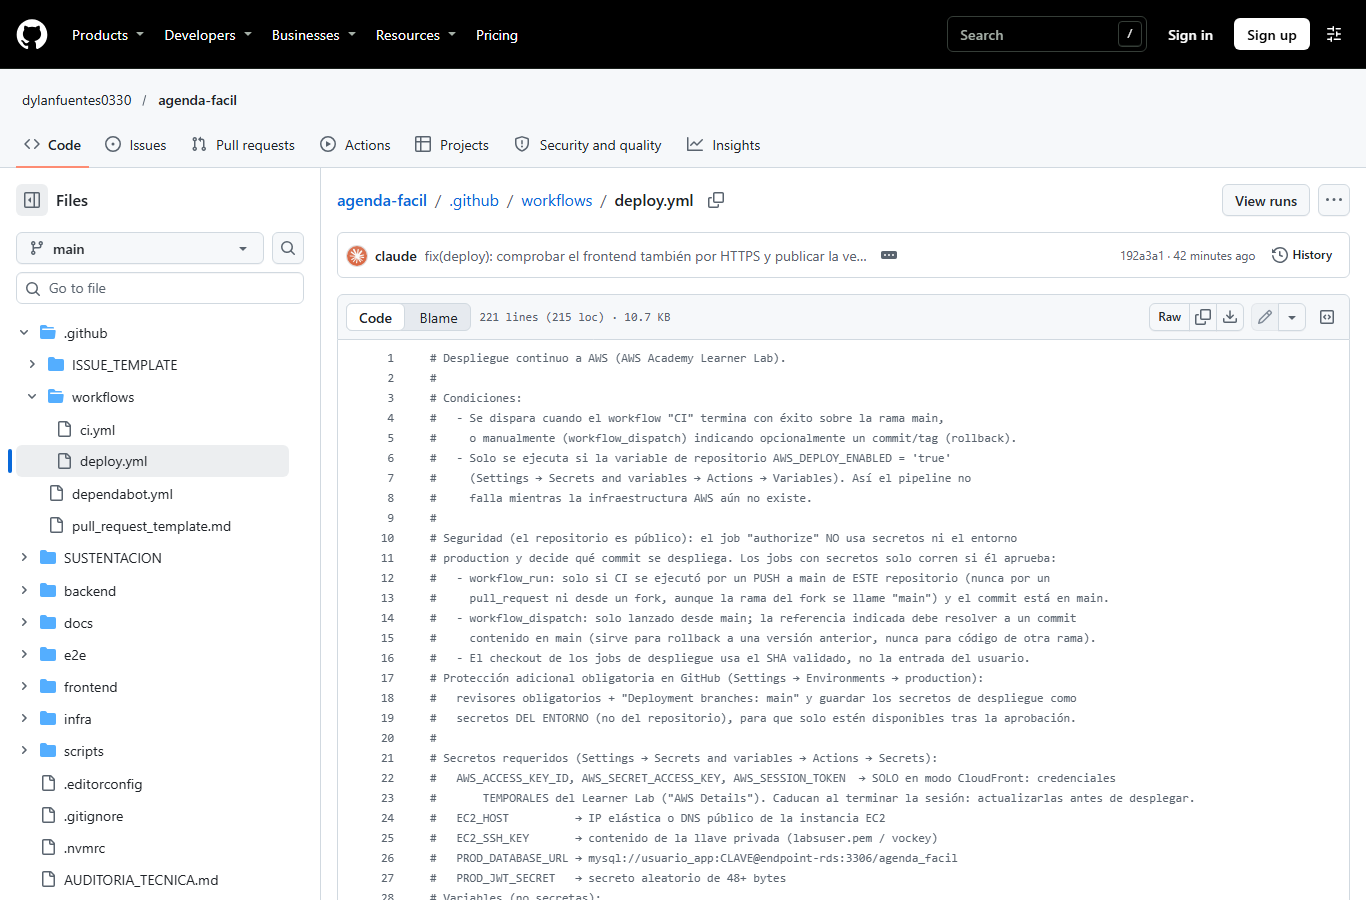 Products
Developers
Businesses
Resources
Pricing
Search
/
Sign in
Sign up
dylanfuentes0330 / agenda-facil
Code
Issues
Pull requests
Actions
Projects
Security and quality
Insights
Files
main
Go to file
.github
ISSUE_TEMPLATE
workflows
ci.yml
deploy.yml
dependabot.yml
pull_request_template.md
SUSTENTACION
backend
docs
e2e
frontend
infra
scripts
.editorconfig
.gitignore
.nvmrc
AUDITORIA_TECNICA.md
agenda-facil / .github / workflows / deploy.yml
View runs
claude fix(deploy): comprobar el frontend también por HTTPS y publicar la ve...
192a3a1 · 42 minutes ago
History
Code
Blame
221 lines (215 loc) · 10.7 KB
Raw
1 # Despliegue continuo a AWS (AWS Academy Learner Lab).
2 #
3 # Condiciones:
4 #   - Se dispara cuando el workflow "CI" termina con éxito sobre la rama main,
5 #     o manualmente (workflow_dispatch) indicando opcionalmente un commit/tag (rollback).
6 #   - Solo se ejecuta si la variable de repositorio AWS_DEPLOY_ENABLED = 'true'
7 #     (Settings → Secrets and variables → Actions → Variables). Así el pipeline no
8 #     falla mientras la infraestructura AWS aún no existe.
9 #
10 # Seguridad (el repositorio es público): el job "authorize" NO usa secretos ni el entorno
11 # production y decide qué commit se despliega. Los jobs con secretos solo corren si él aprueba:
12 #   - workflow_run: solo si CI se ejecutó por un PUSH a main de ESTE repositorio (nunca por un
13 #     pull_request ni desde un fork, aunque la rama del fork se llame "main") y el commit está en main.
14 #   - workflow_dispatch: solo lanzado desde main; la referencia indicada debe resolver a un commit
15 #     contenido en main (sirve para rollback a una versión anterior, nunca para código de otra rama).
16 #   - El checkout de los jobs de despliegue usa el SHA validado, no la entrada del usuario.
17 # Protección adicional obligatoria en GitHub (Settings → Environments → production):
18 #   revisores obligatorios + "Deployment branches: main" y guardar los secretos de despliegue como
19 #   secretos DEL ENTORNO (no del repositorio), para que solo estén disponibles tras la aprobación.
20 #
21 # Secretos requeridos (Settings → Secrets and variables → Actions → Secrets):
22 #   AWS_ACCESS_KEY_ID, AWS_SECRET_ACCESS_KEY, AWS_SESSION_TOKEN  → SOLO en modo CloudFront: credenciales
23 #       TEMPORALES del Learner Lab ("AWS Details"). Caducan al terminar la sesión: actualizarlas antes de desplegar.
24 #   EC2_HOST          → IP elástica o DNS público de la instancia EC2
25 #   EC2_SSH_KEY       → contenido de la llave privada (labsuser.pem / vockey)
26 #   PROD_DATABASE_URL → mysql://usuario_app:CLAVE@endpoint-rds:3306/agenda_facil
27 #   PROD_JWT_SECRET   → secreto aleatorio de 48+ bytes
28 # Variables (no secretas):